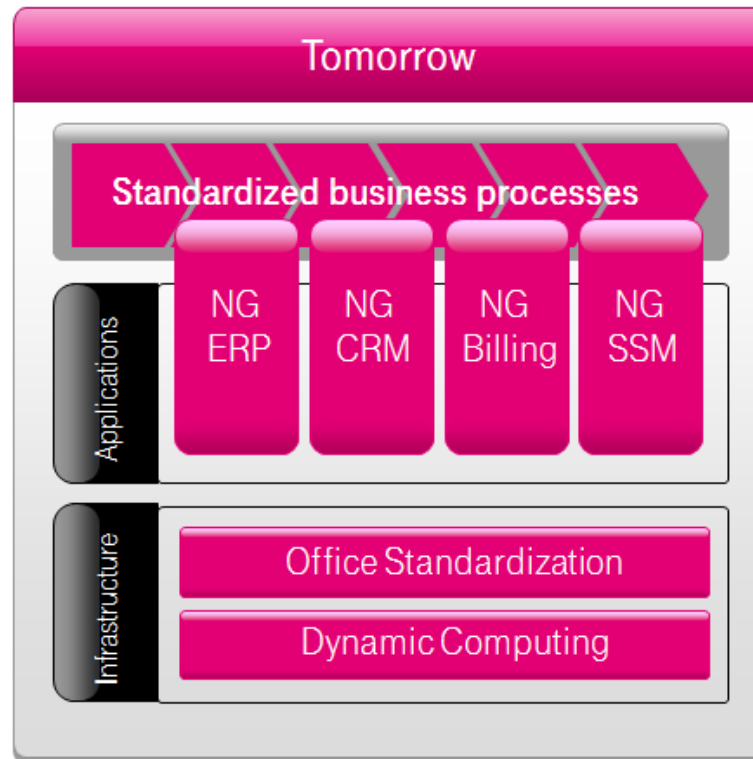 Tomorrow
Standardized business processes
Applications
NG
ERP
NG
CRM
NG
Billing
NG
SSM
Infrastructure
Office Standardization
Dynamic Computing